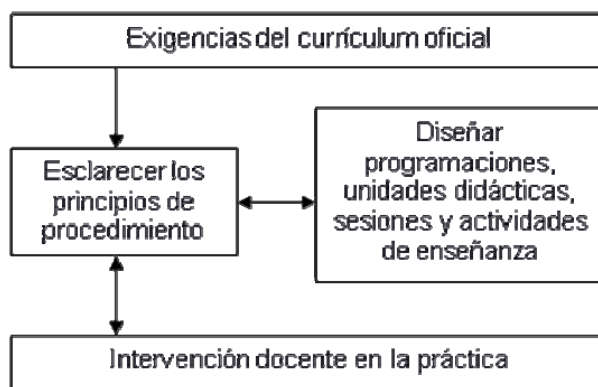 Exigencias del currículum oficial
Esclarecer los
principios de
procedimiento
Diseñar
programaciones,
unidades didácticas,
sesiones y actividades
de enseñanza
Intervención docente en la práctica